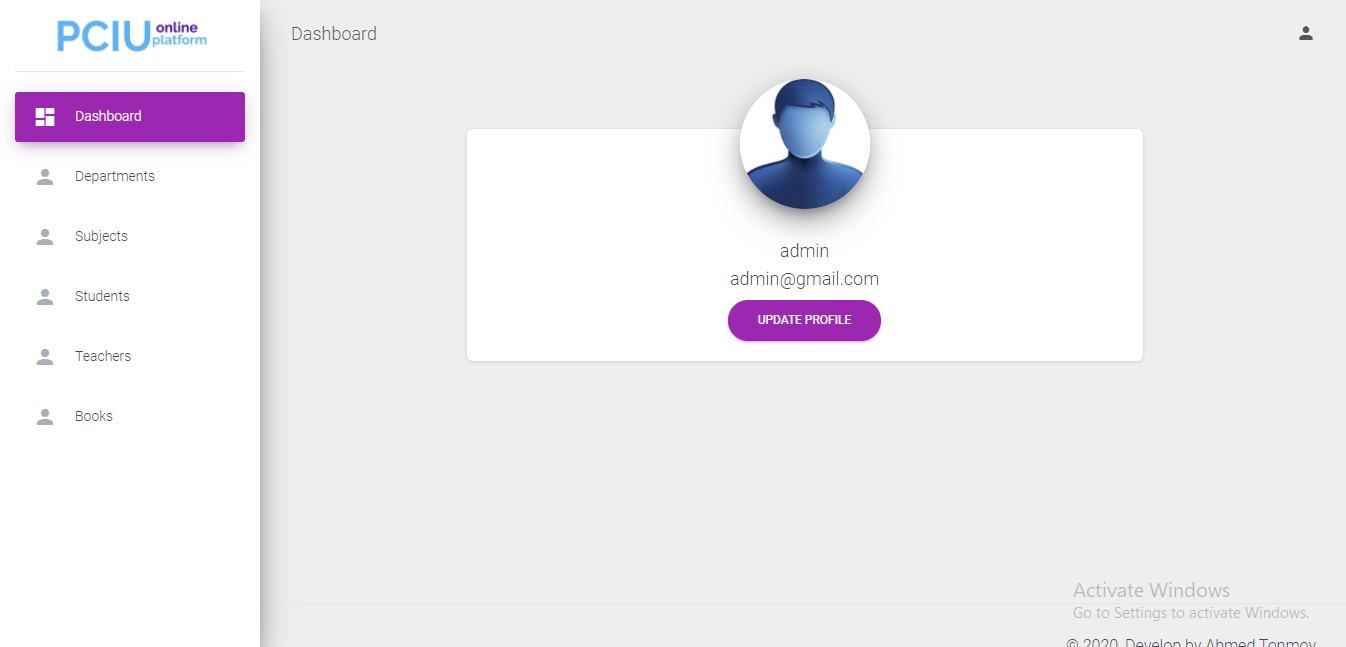 PCIU online
platform
Dashboard
Departments
Subjects
Students
Teachers
Books
Dashboard
admin
admin@gmail.com
UPDATE PROFILE
Activate Windows
Go to Settings to activate Windows.
© 2020, Develop by Ahmed Tonmoy